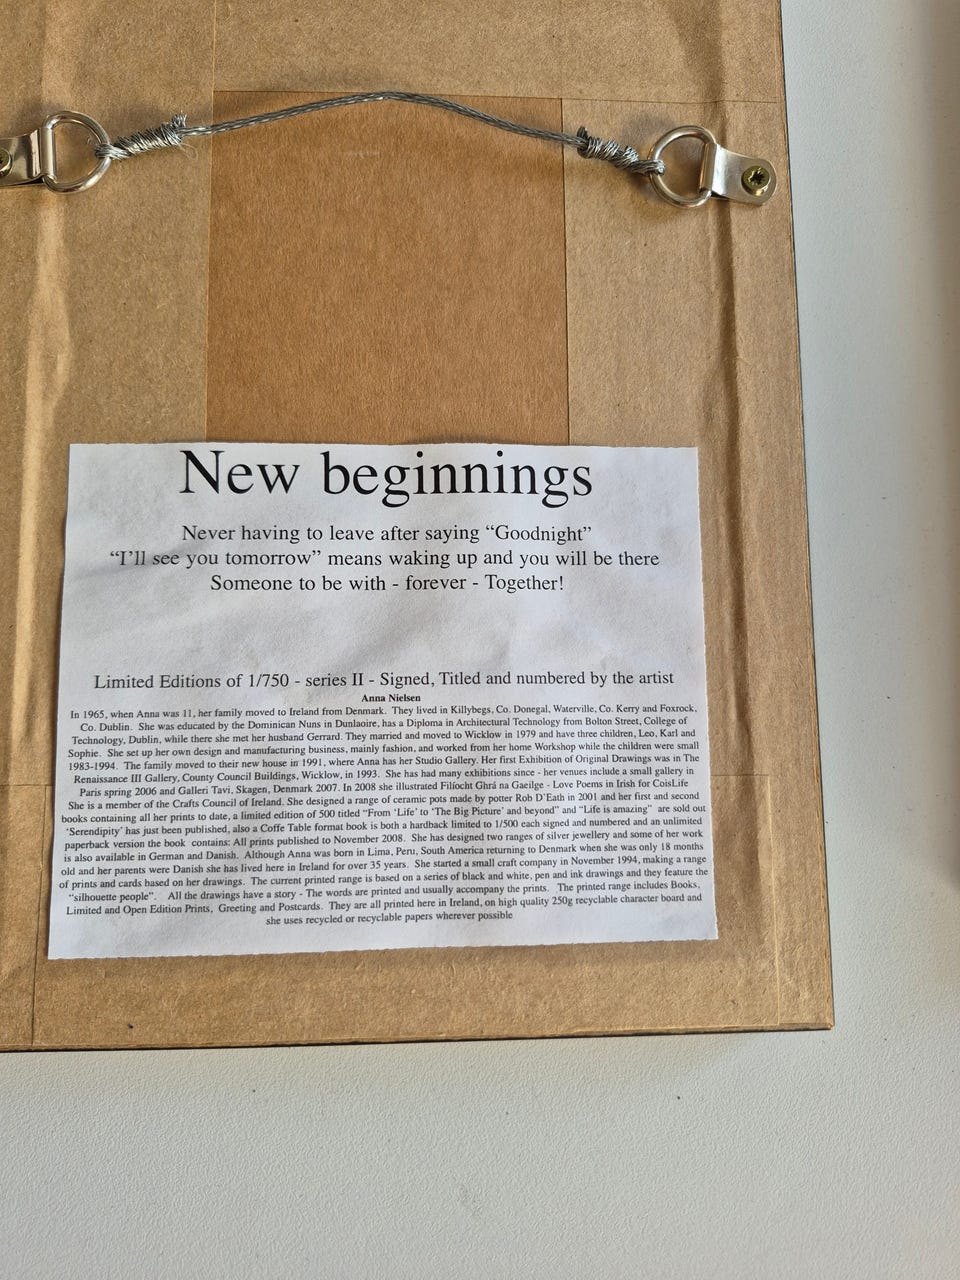 New beginnings
Never having to leave after saying “Goodnight”
“I’ll see you tomorrow” means waking up and you will be there
Someone to be with - forever - Together!
Limited Editions of 1/750 - series II - Signed, Titled and numbered by the artist
Anna Nielsen
In 1965, when Anna was 11, her family moved to Ireland from Denmark. They lived in Killybegs, Co. Donegal, Waterville, Co. Kerry and Foxrock,
Co. Dublin. She was educated by the Dominican Nuns in Dunlaoire, has a Diploma in Architectural Technology from Bolton Street, College of
Technology, Dublin, while there she met her husband Gerrard. They married and moved to Wicklow in 1979 and have three children, Leo, Karl and
Sophie. She set up her own design and manufacturing business, mainly fashion, and worked from her home Workshop while the children were small
1983-1994. The family moved to their new house in 1991, where Anna has her Studio Gallery. Her first Exhibition of Original Drawings was in The
Renaissance III Gallery, County Council Buildings, Wicklow, in 1993. She has had many exhibitions since - her venues include a small gallery in
Paris spring 2006 and Galleri Tavi, Skagen, Denmark 2007. In 2008 she illustrated Filíocht Ghrá na Gaeilge - Love Poems in Irish for CoisLife
She is a member of the Crafts Council of Ireland. She designed a range of ceramic pots made by potter Rob D’Eath in 2001 and her first and second
books containing all her prints to date, a limited edition of 500 titled “From ‘Life’ to ‘The Big Picture’ and beyond” and “Life is amazing” are sold out
‘Serendipity’ has just been published, also a Coffe Table format book is both a hardback limited to 1/500 each signed and numbered and an unlimited
paperback version the book contains: All prints published to November 2008. She has designed two ranges of silver jewellery and some of her work
is also available in German and Danish. Although Anna was born in Lima, Peru, South America returning to Denmark when she was only 18 months
old and her parents were Danish she has lived here in Ireland for over 35 years. She started a small craft company in November 1994, making a range
of prints and cards based on her drawings. The current printed range is based on a series of black and white, pen and ink drawings and they feature the
“silhouette people”. All the drawings have a story - The words are printed and usually accompany the prints. The printed range includes Books,
Limited and Open Edition Prints, Greeting and Postcards. They are all printed here in Ireland, on high quality 250g recyclable character board and
she uses recycled or recyclable papers wherever possible